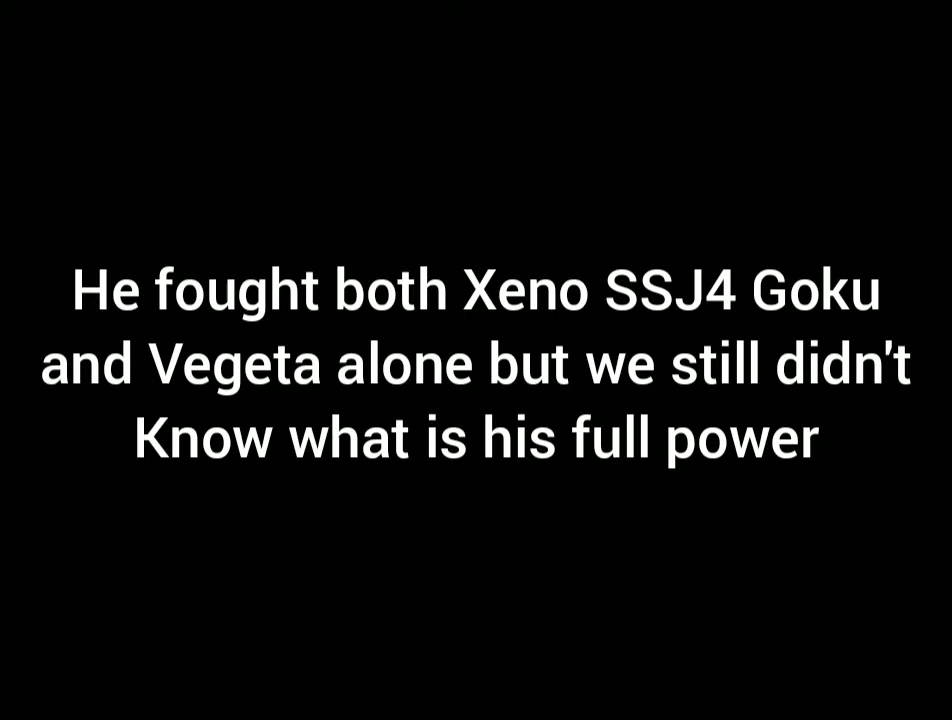 He fought both Xeno SSJ4 Goku
and Vegeta alone but we still didn't
Know what is his full power